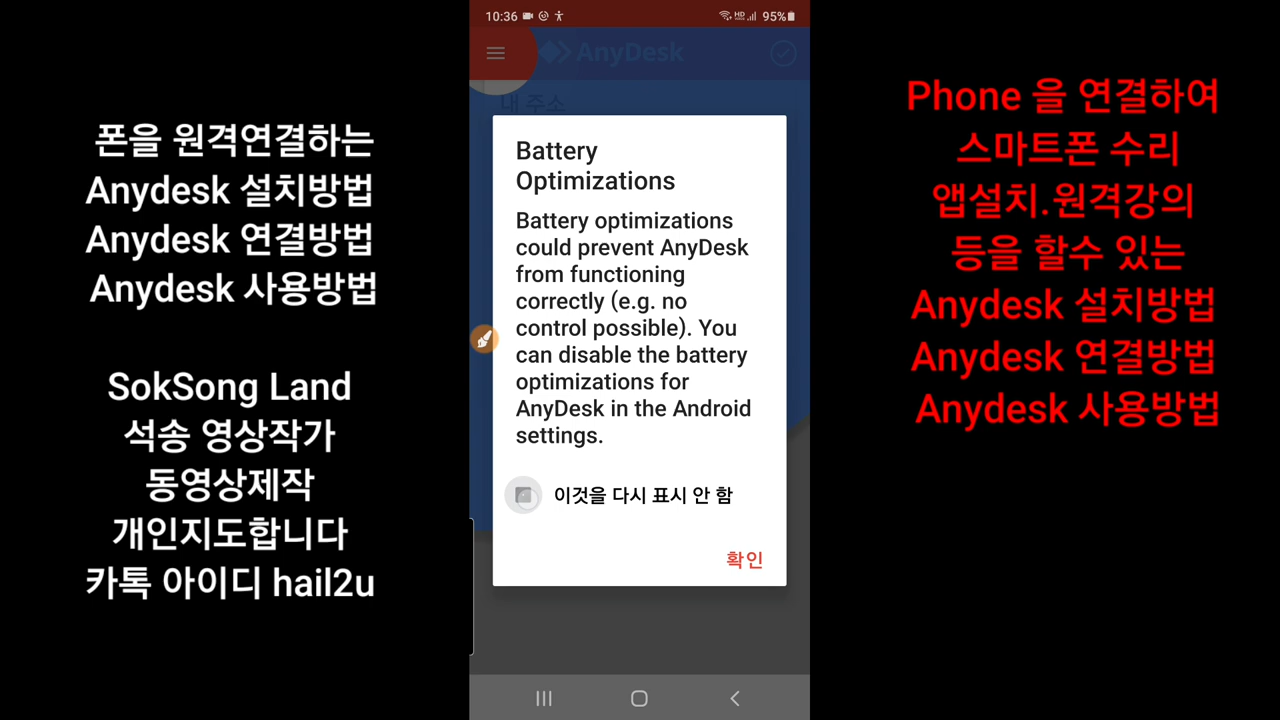 폰을 원격연결하는
Anydesk 설치방법
Anydesk 연결방법
Anydesk 사용방법
SokSong Land
석송 영상작가
동영상제작
개인지도합니다
카톡 아이디 hail2u
10:36
HD
95%
AnyDesk
내 주소
Battery
Optimizations
Battery optimizations
could prevent AnyDesk
from functioning
correctly (e.g. no
control possible). You
can disable the battery
optimizations for
AnyDesk in the Android
settings.
이것을 다시 표시 안 함
확인
Phone 을 연결하여
스마트폰 수리
앱설치.원격강의
등을 할수 있는
Anydesk 설치방법
Anydesk 연결방법
Anydesk 사용방법